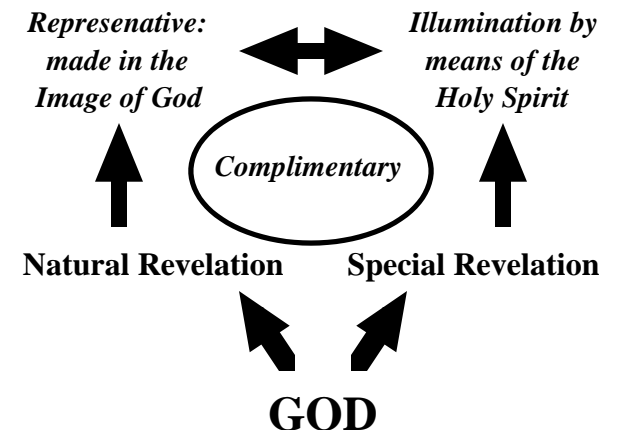 Represenative:
made in the
Image of God
Illumination by
means of the
Holy Spirit
Complimentary
Natural Revelation
Special Revelation
GOD